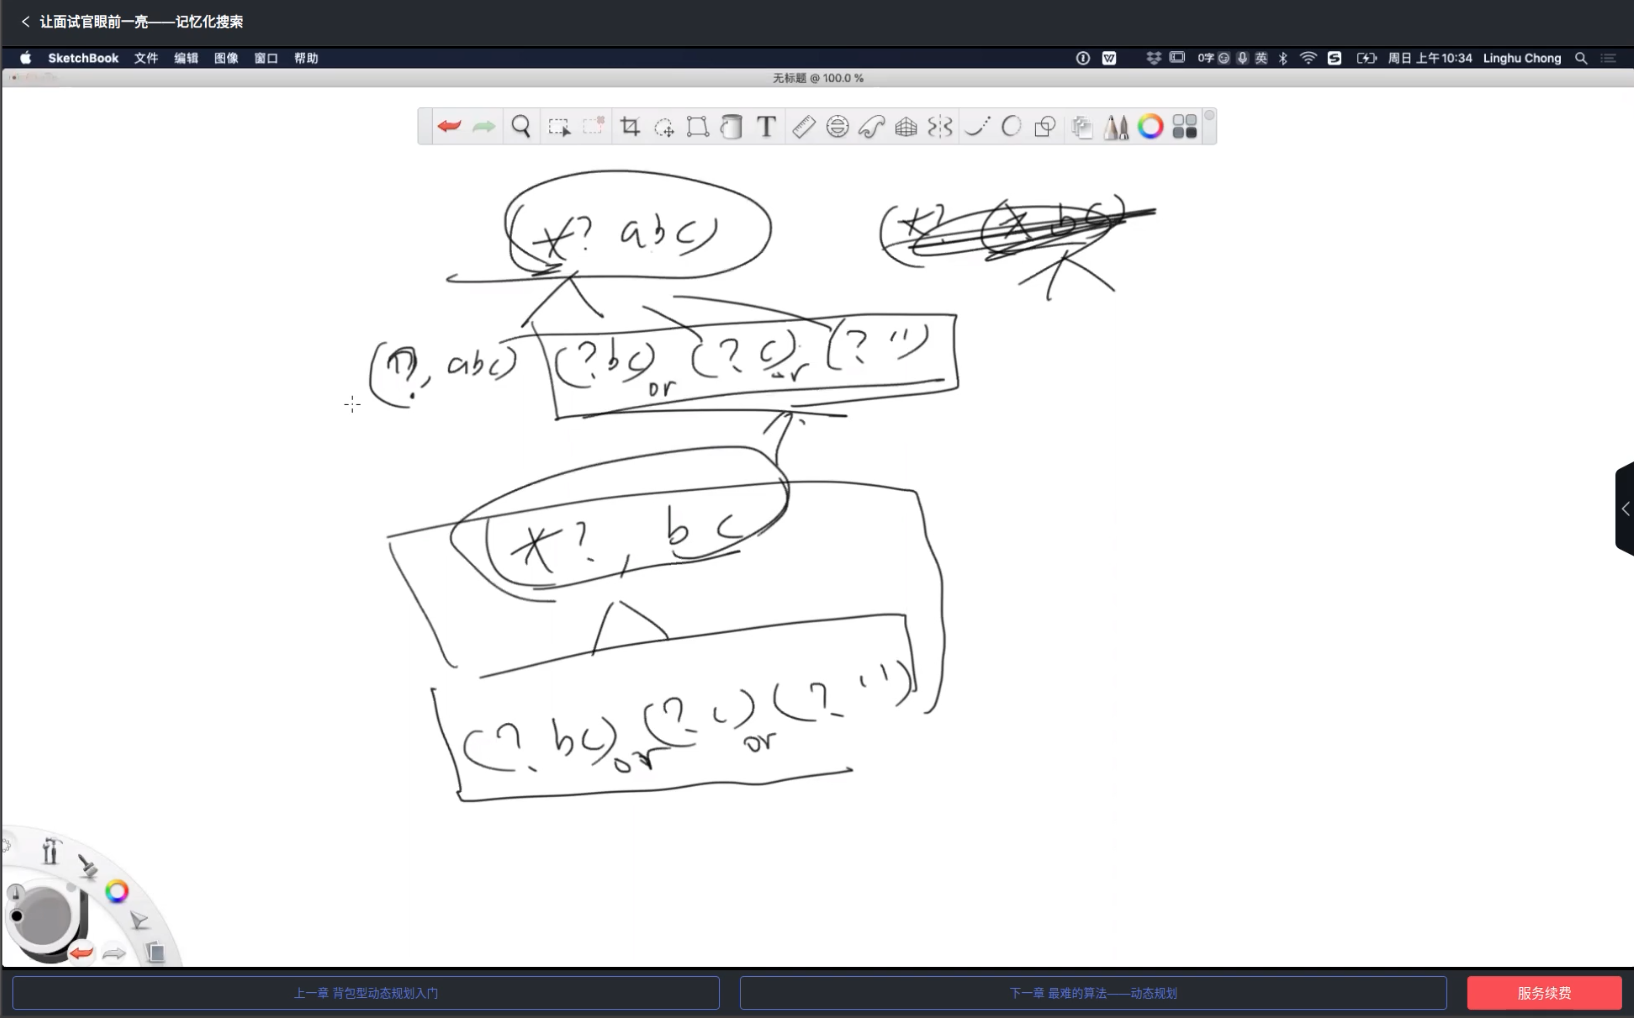 让面试官眼前一亮——记忆化搜索
SketchBook 文件 编辑 图像 窗口 帮助 0字 英 周日 上午10:34 Linghu Chong
无标题 @ 100.0 %
(*? abc)
(?, abc) (?bc) or (? c) or (? '')
*?, bc
(? bc) or (? c) or (? '')
上一章 背包型动态规划入门
下一章 最难的算法——动态规划
服务续费